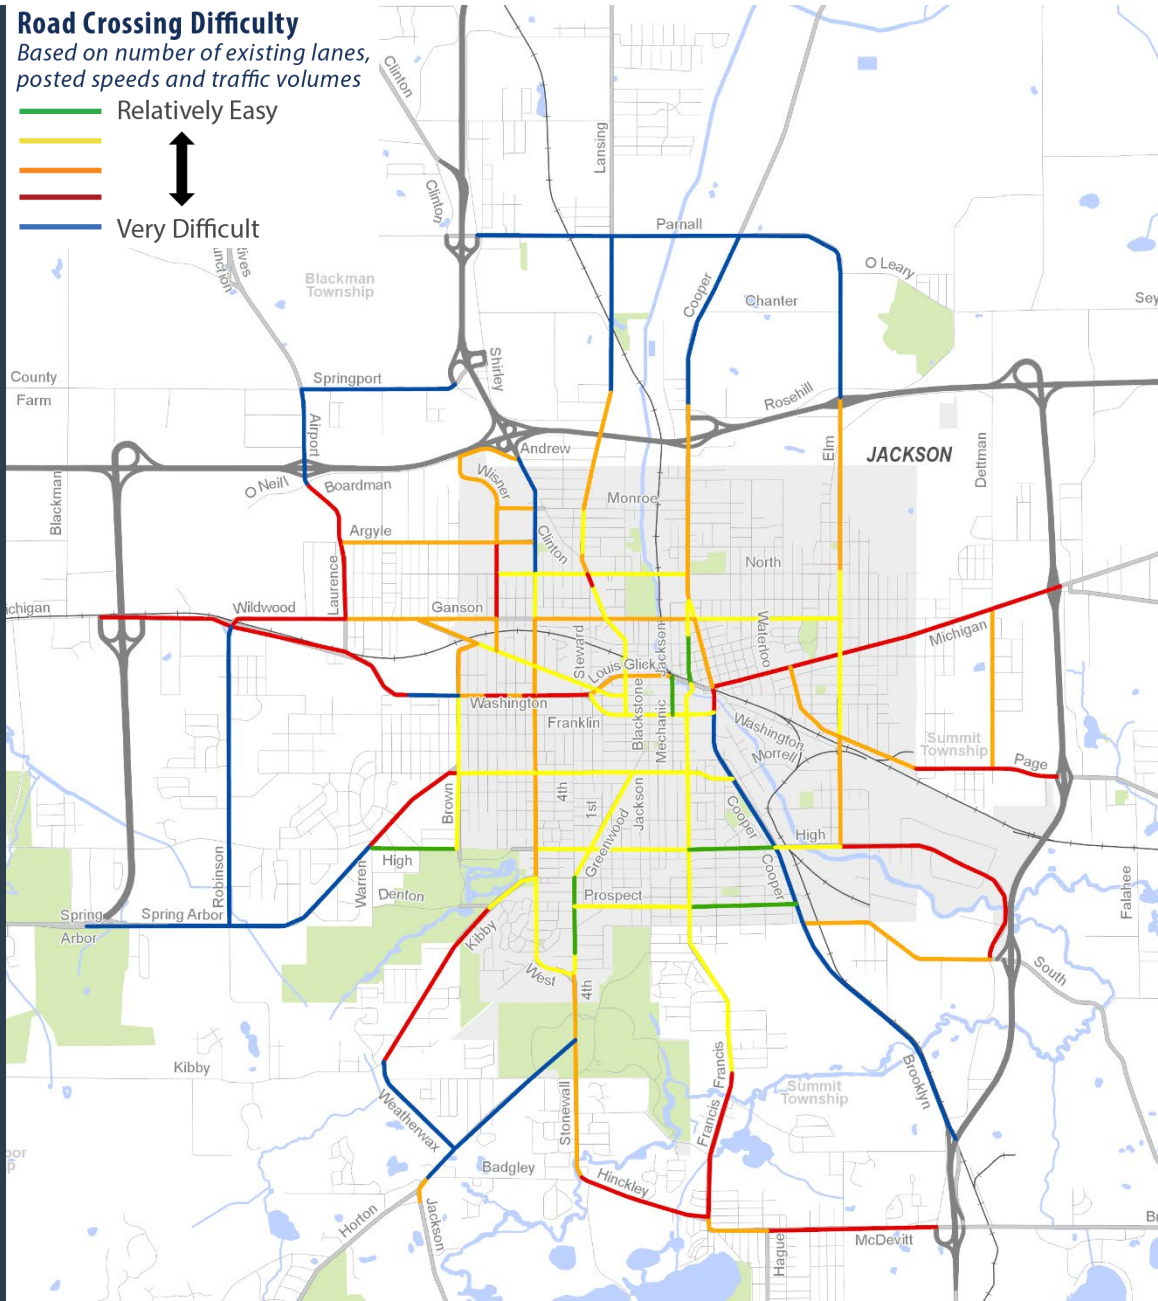 Road Crossing Difficulty
Based on number of existing lanes,
posted speeds and traffic volumes
Relatively Easy
Very Difficult
Clinton
Lansing
Clinton
Parnall
Blackman
Township
O Leary
Cooper
Chanter
Sey
County
Farm
Springport
Shirley
Rosehill
Airport
Andrew
Elm
JACKSON
Dettman
Blackman
O Neill
Boardman
Wisner
Monroe
Argyle
Clinton
North
Laurence
ichigan
Wildwood
Ganson
Steward
Jackson
Waterloo
Michigan
Louis Glick
Washington
Franklin
Blackstone
Mechanic
Washington
Morrell
Summit
Township
Page
Brown
4th
1st
Jackson
Greenwood
Cooper
High
High
Robinson
Warren
Denton
Prospect
Cooper
Falahee
Spring
Arbor
Spring Arbor
Kibby
West
4th
South
Kibby
Weatherwax
Stonewall
Francis
Francis
Summit
Township
Brooklyn
Badgley
Hinckley
Horton
Jackson
Hague
McDevitt